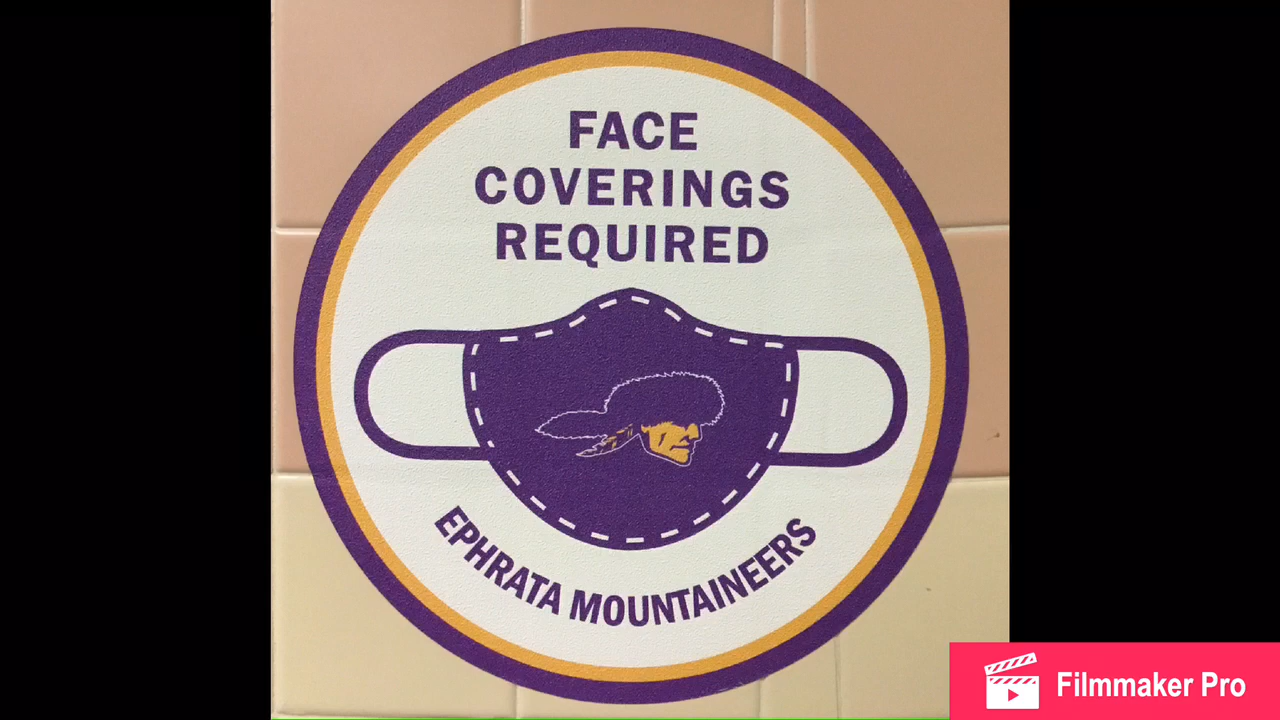 FACE
COVERINGS
REQUIRED
EPHRATA MOUNTAINEERS
Filmmaker Pro